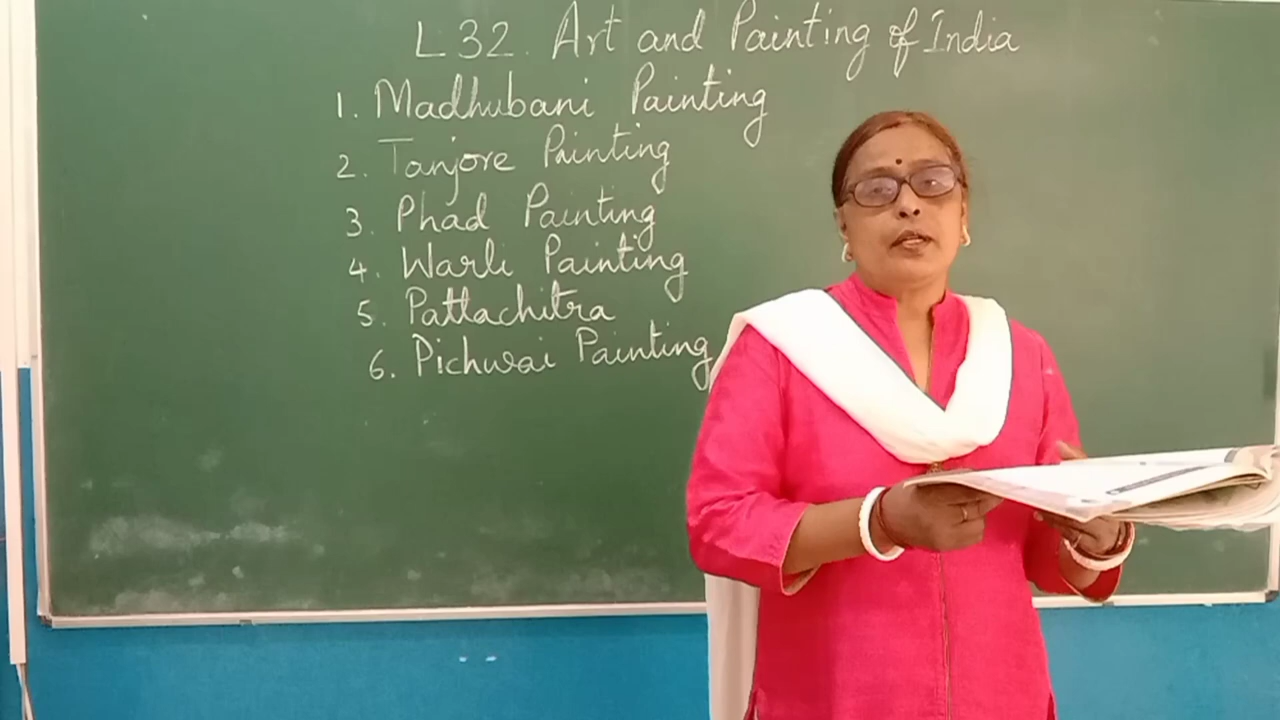 L 32. Art and Painting of India
1. Madhubani Painting
2. Tanjore Painting
3. Phad Painting
4. Warli Painting
5. Pattachitra
6. Pichwai Painting